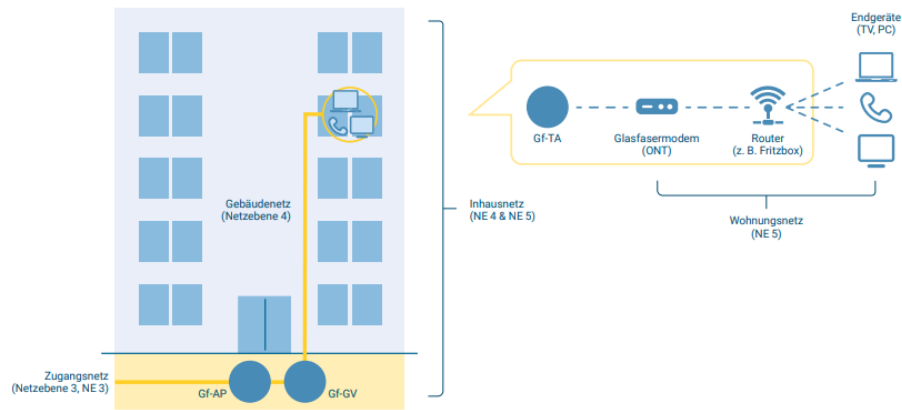 Endgeräte
(TV, PC)
Gf-TA
Glasfasermodem
(ONT)
Router
(z. B. Fritzbox)
Gebäudenetz
(Netzebene 4)
Inhausnetz
(NE 4 & NE 5)
Wohnungsnetz
(NE 5)
Zugangsnetz
(Netzebene 3, NE 3)
Gf-AP
Gf-GV